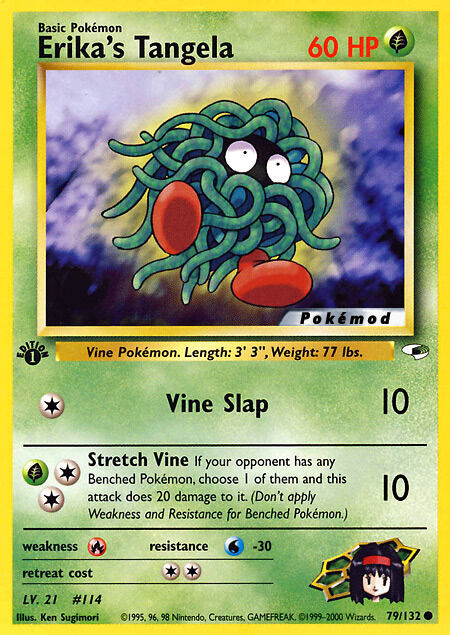 Basic Pokémon
Erika's Tangela
60 HP
Pokémod
EDITION
1
Vine Pokémon. Length: 3' 3", Weight: 77 lbs.
Vine Slap 10
Stretch Vine If your opponent has any
Benched Pokémon, choose 1 of them and this
attack does 20 damage to it. (Don't apply
Weakness and Resistance for Benched Pokémon.)
10
weakness resistance -30
retreat cost
LV. 21 #114
Illus. Ken Sugimori ©1995, 96, 98 Nintendo, Creatures, GAMEFREAK. ©1999-2000 Wizards. 79/132